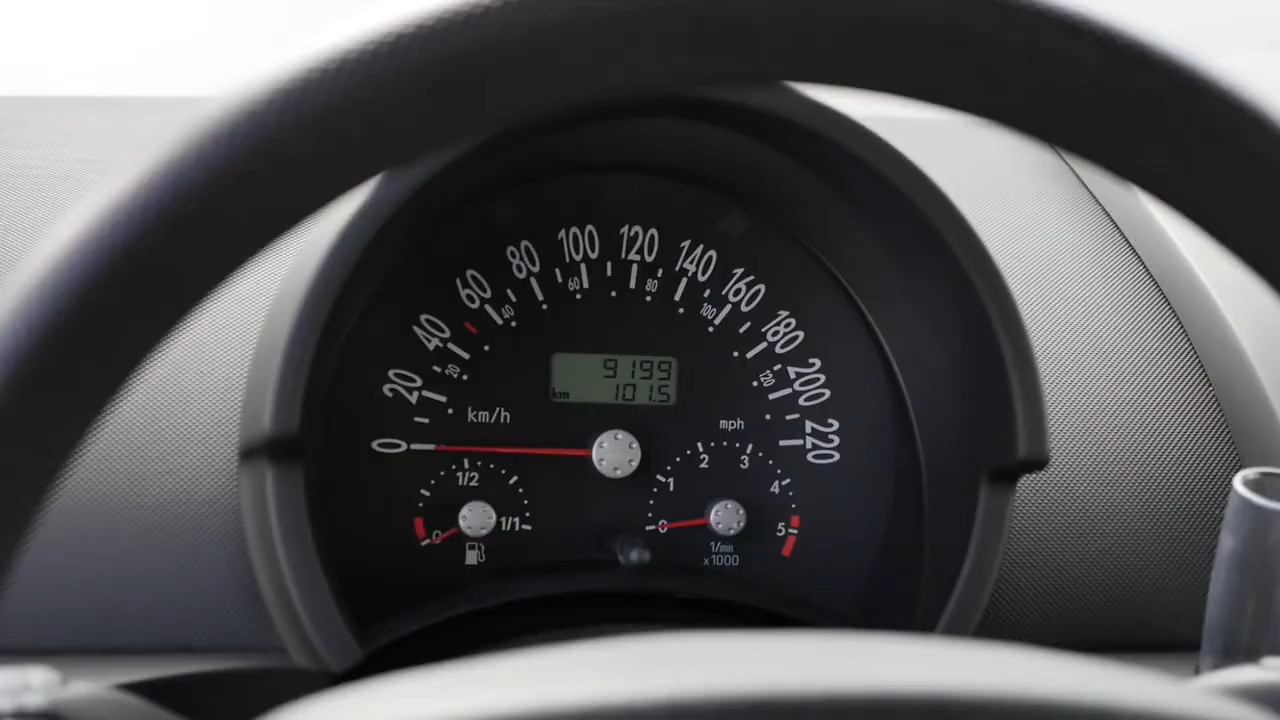 0 20 40 60 80 100 120 140 160 180 200 220
20 40 60 80 100 120
9199
km 101.5
km/h
mph
0 1/2 1/1
0 1 2 3 4 5
1/min
x1000